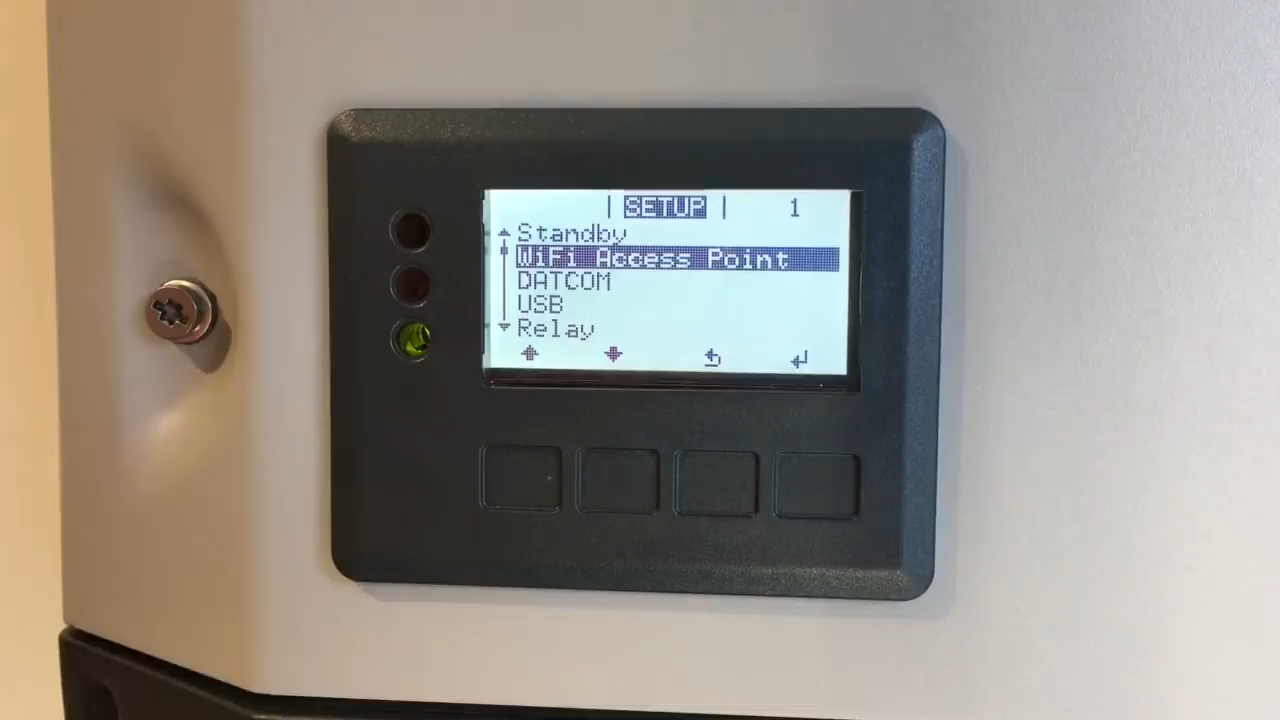 SETUP 1
Standby
WiFi Access Point
DATCOM
USB
Relay